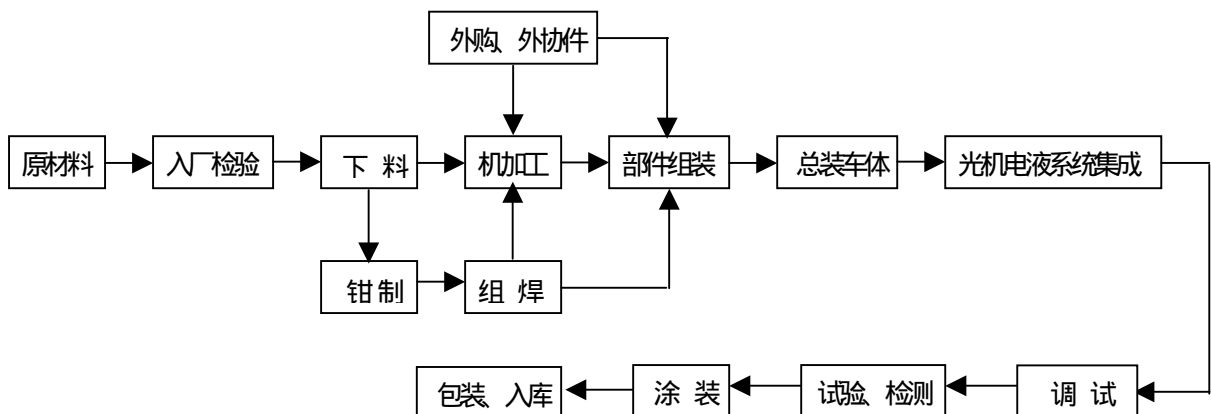 外购、外协件
原材料
入厂检验
下 料
机加工
部件组装
总装车体
光机电液系统集成
钳制
组 焊
包装、入库
涂 装
试验、检测
调 试